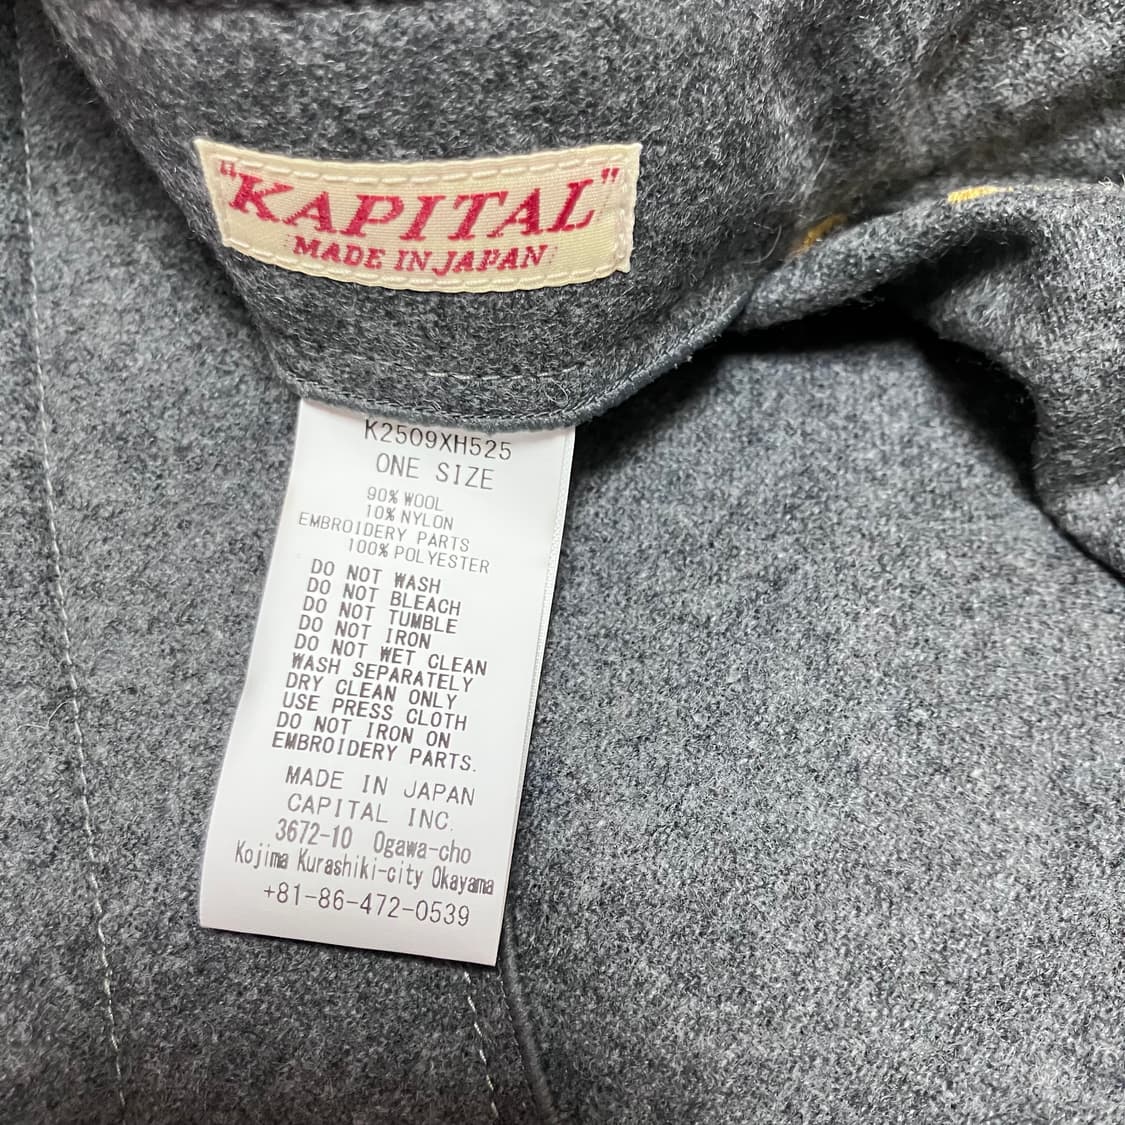 "KAPITAL"
MADE IN JAPAN
K2509XH525
ONE SIZE
90% WOOL
10% NYLON
EMBROIDERY PARTS
100% POLYESTER
DO NOT WASH
DO NOT BLEACH
DO NOT TUMBLE
DO NOT IRON
DO NOT WET CLEAN
WASH SEPARATELY
DRY CLEAN ONLY
USE PRESS CLOTH
DO NOT IRON ON
EMBROIDERY PARTS.
MADE IN JAPAN
CAPITAL INC.
3672-10 Ogawa-cho
Kojima Kurashiki-city Okayama
+81-86-472-0539